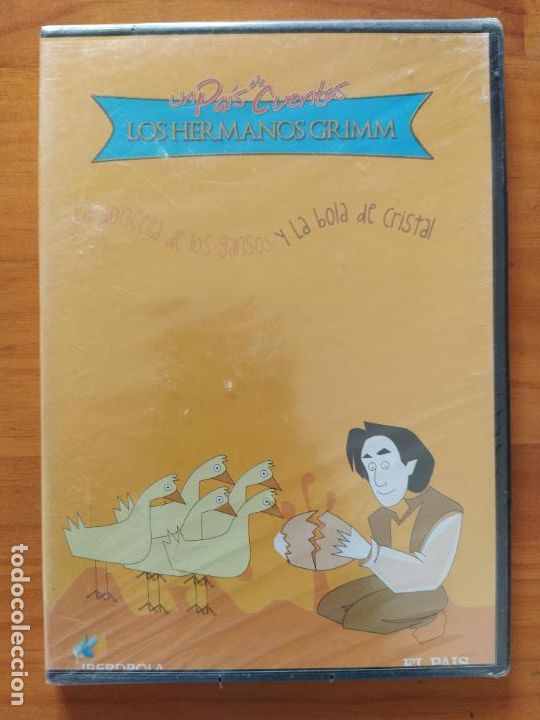 Un País de Cuentos
LOS HERMANOS GRIMM
La doncella de los gansos y La bola de cristal
IBERDROLA
EL PAÍS
todocoleccion